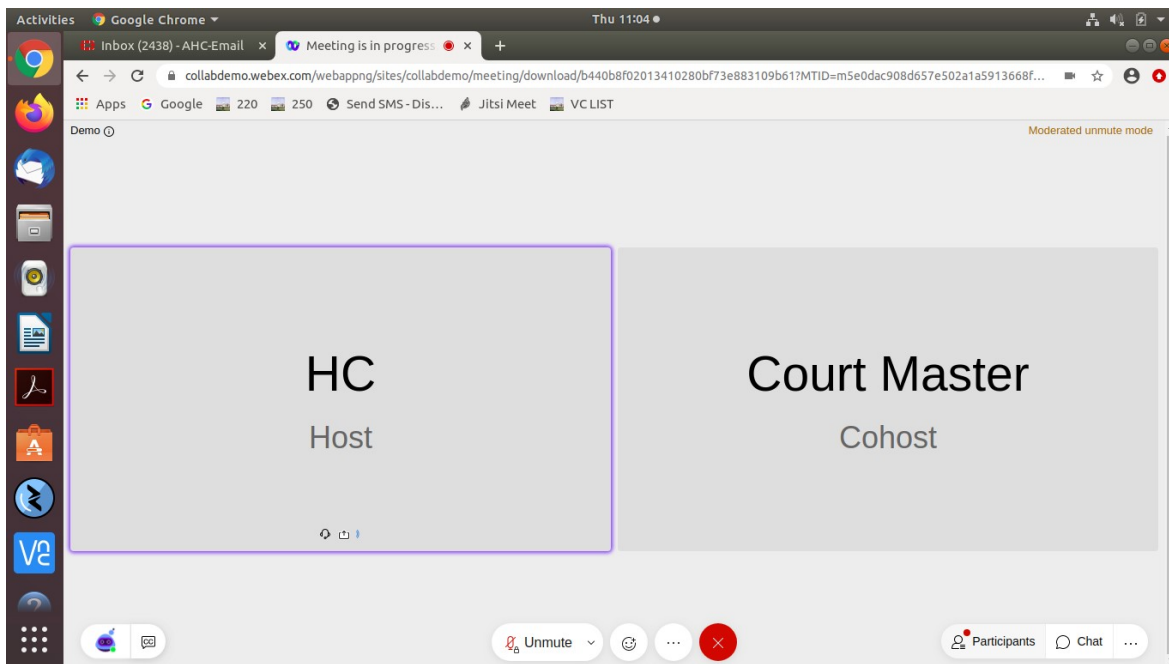 Activities Google Chrome Thu 11:04
Inbox (2438) - AHC-Email Meeting is in progress
collabdemo.webex.com/webappng/sites/collabdemo/meeting/download/b440b8f02013410280bf73e883109b61?MTID=m5e0dac908d657e502a1a5913668f...
Apps Google 220 250 Send SMS - Dis... Jitsi Meet VC LIST
Demo Moderated unmute mode
HC
Host
Court Master
Cohost
CC Unmute Participants Chat